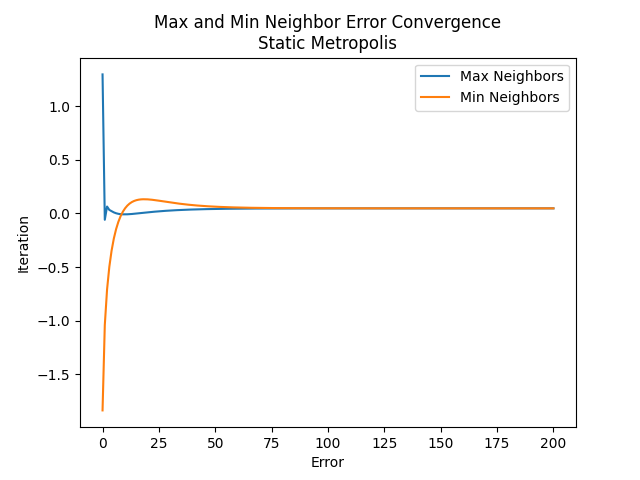 Max and Min Neighbor Error Convergence
Static Metropolis
Max Neighbors
Min Neighbors
1.0
0.5
0.0
−0.5
−1.0
−1.5
Iteration
0 25 50 75 100 125 150 175 200
Error